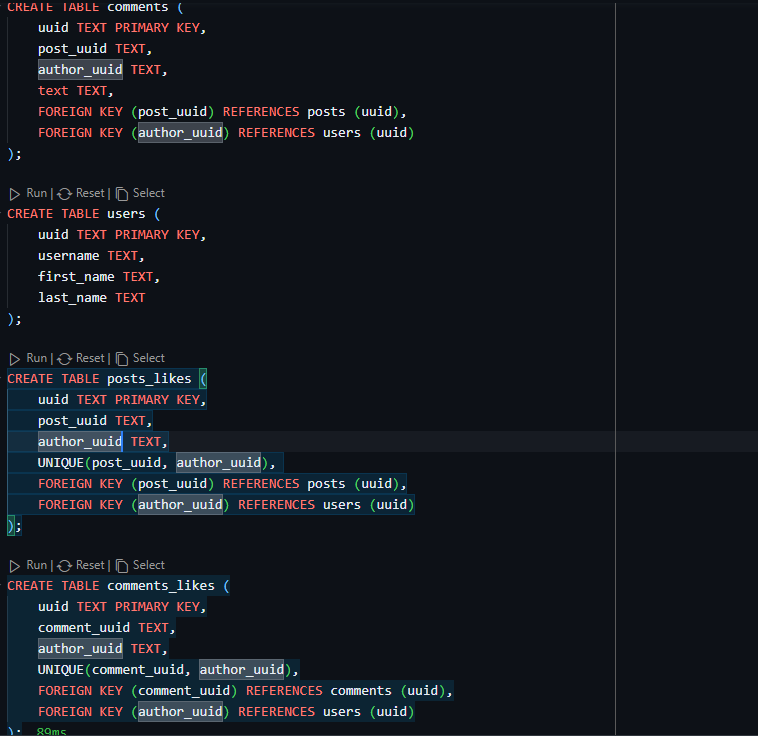 CREATE TABLE comments (
    uuid TEXT PRIMARY KEY,
    post_uuid TEXT,
    author_uuid TEXT,
    text TEXT,
    FOREIGN KEY (post_uuid) REFERENCES posts (uuid),
    FOREIGN KEY (author_uuid) REFERENCES users (uuid)
);
Run | Reset | Select
CREATE TABLE users (
    uuid TEXT PRIMARY KEY,
    username TEXT,
    first_name TEXT,
    last_name TEXT
);
Run | Reset | Select
CREATE TABLE posts_likes (
    uuid TEXT PRIMARY KEY,
    post_uuid TEXT,
    author_uuid TEXT,
    UNIQUE(post_uuid, author_uuid),
    FOREIGN KEY (post_uuid) REFERENCES posts (uuid),
    FOREIGN KEY (author_uuid) REFERENCES users (uuid)
);
Run | Reset | Select
CREATE TABLE comments_likes (
    uuid TEXT PRIMARY KEY,
    comment_uuid TEXT,
    author_uuid TEXT,
    UNIQUE(comment_uuid, author_uuid),
    FOREIGN KEY (comment_uuid) REFERENCES comments (uuid),
    FOREIGN KEY (author_uuid) REFERENCES users (uuid)
); 89ms